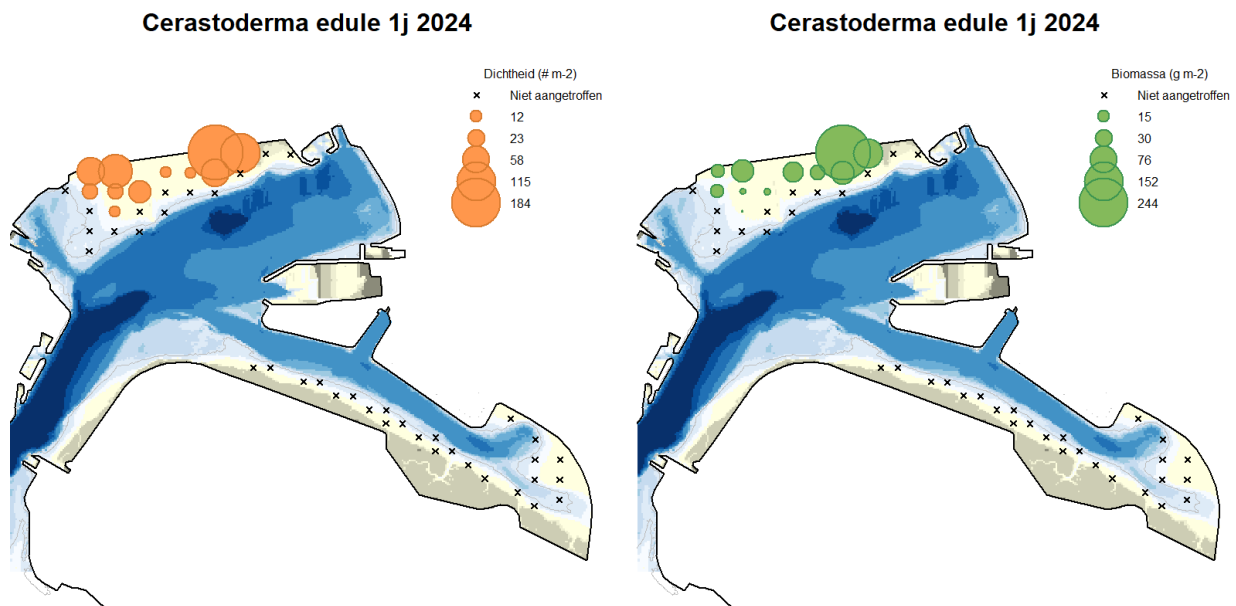 Cerastoderma edule 1j 2024
Dichtheid (# m-2)
Niet aangetroffen
12
23
58
115
184
Cerastoderma edule 1j 2024
Biomassa (g m-2)
Niet aangetroffen
15
30
76
152
244